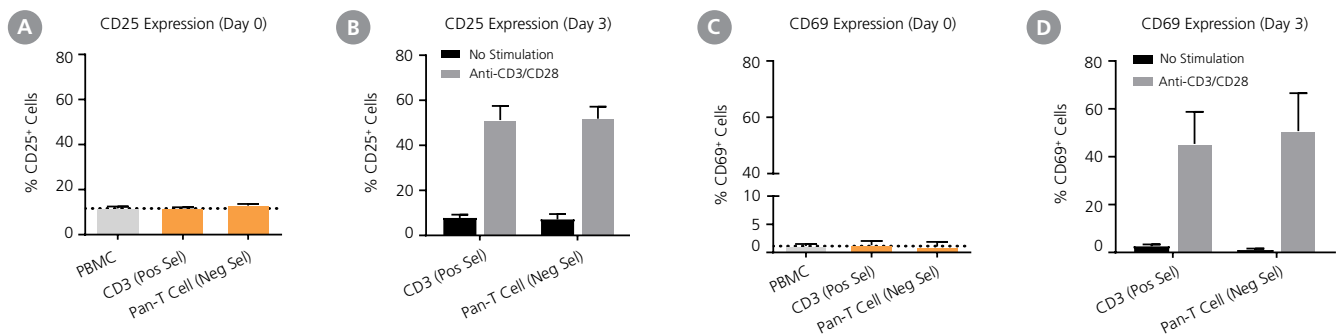 A
CD25 Expression (Day 0)
% CD25⁺ Cells
80
60
40
20
0
PBMC
CD3 (Pos Sel)
Pan-T Cell (Neg Sel)
B
CD25 Expression (Day 3)
No Stimulation
Anti-CD3/CD28
% CD25⁺ Cells
80
60
40
20
0
CD3 (Pos Sel)
Pan-T Cell (Neg Sel)
C
CD69 Expression (Day 0)
% CD69⁺ Cells
80
60
40
10
5
0
PBMC
CD3 (Pos Sel)
Pan-T Cell (Neg Sel)
D
CD69 Expression (Day 3)
No Stimulation
Anti-CD3/CD28
% CD69⁺ Cells
80
60
40
20
0
CD3 (Pos Sel)
Pan-T Cell (Neg Sel)